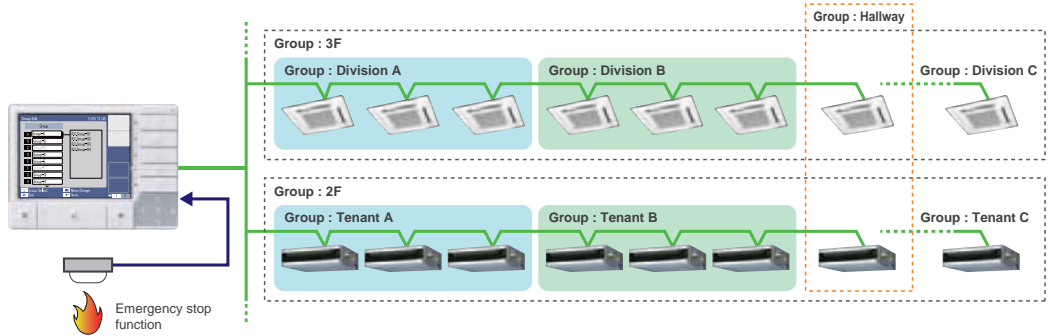 Group : Hallway
Group : 3F
Group : Division A
Group : Division B
Group : Division C
Group : 2F
Group : Tenant A
Group : Tenant B
Group : Tenant C
Emergency stop
function